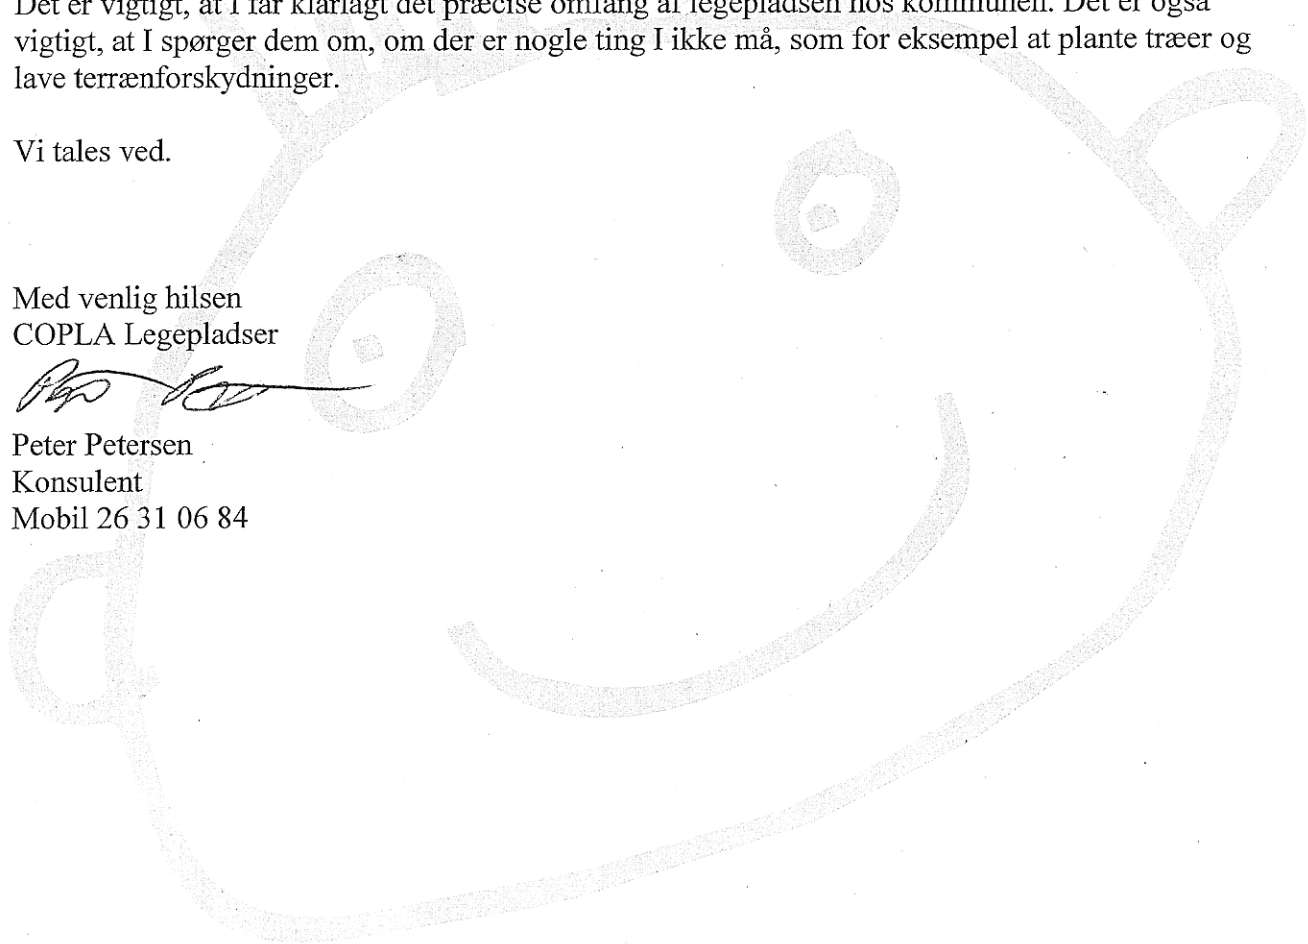 Det er vigtigt, at I får klarlagt det præcise omfang af legepladsen hos kommunen. Det er også
vigtigt, at I spørger dem om, om der er nogle ting I ikke må, som for eksempel at plante træer og
lave terrænforskydninger.
Vi tales ved.
Med venlig hilsen
COPLA Legepladser
Peter Petersen
Konsulent
Mobil 26 31 06 84